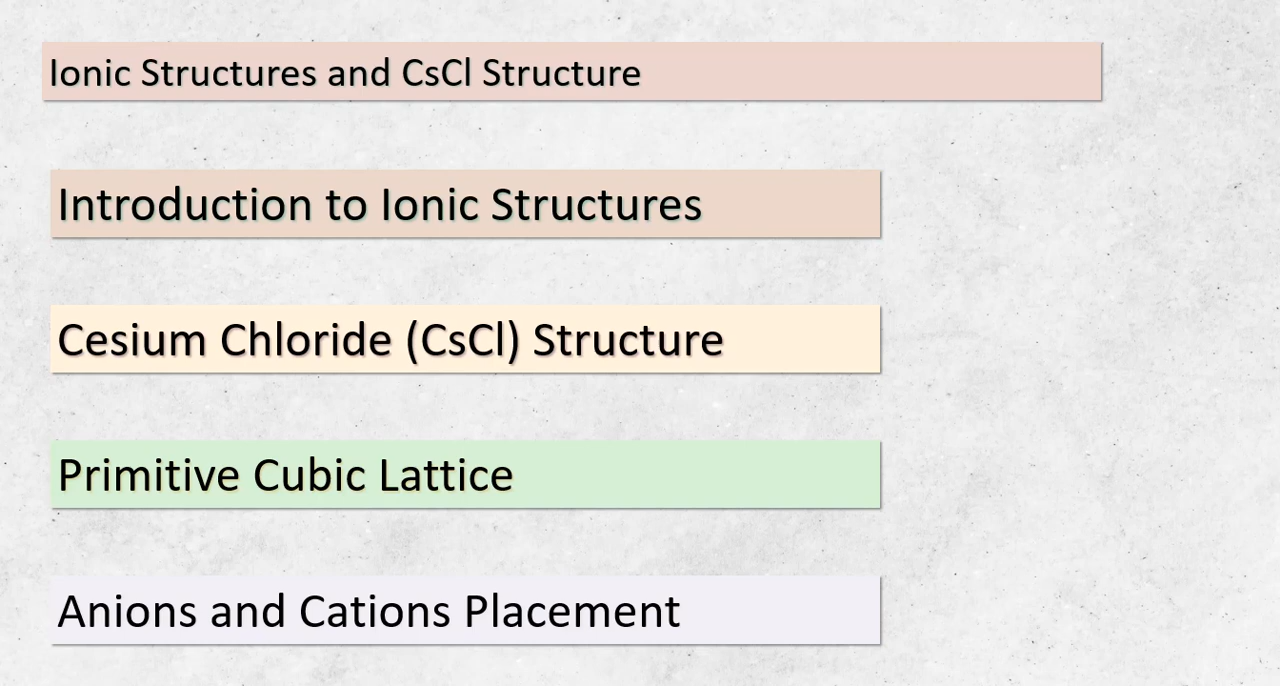 Ionic Structures and CsCl Structure
Introduction to Ionic Structures
Cesium Chloride (CsCl) Structure
Primitive Cubic Lattice
Anions and Cations Placement